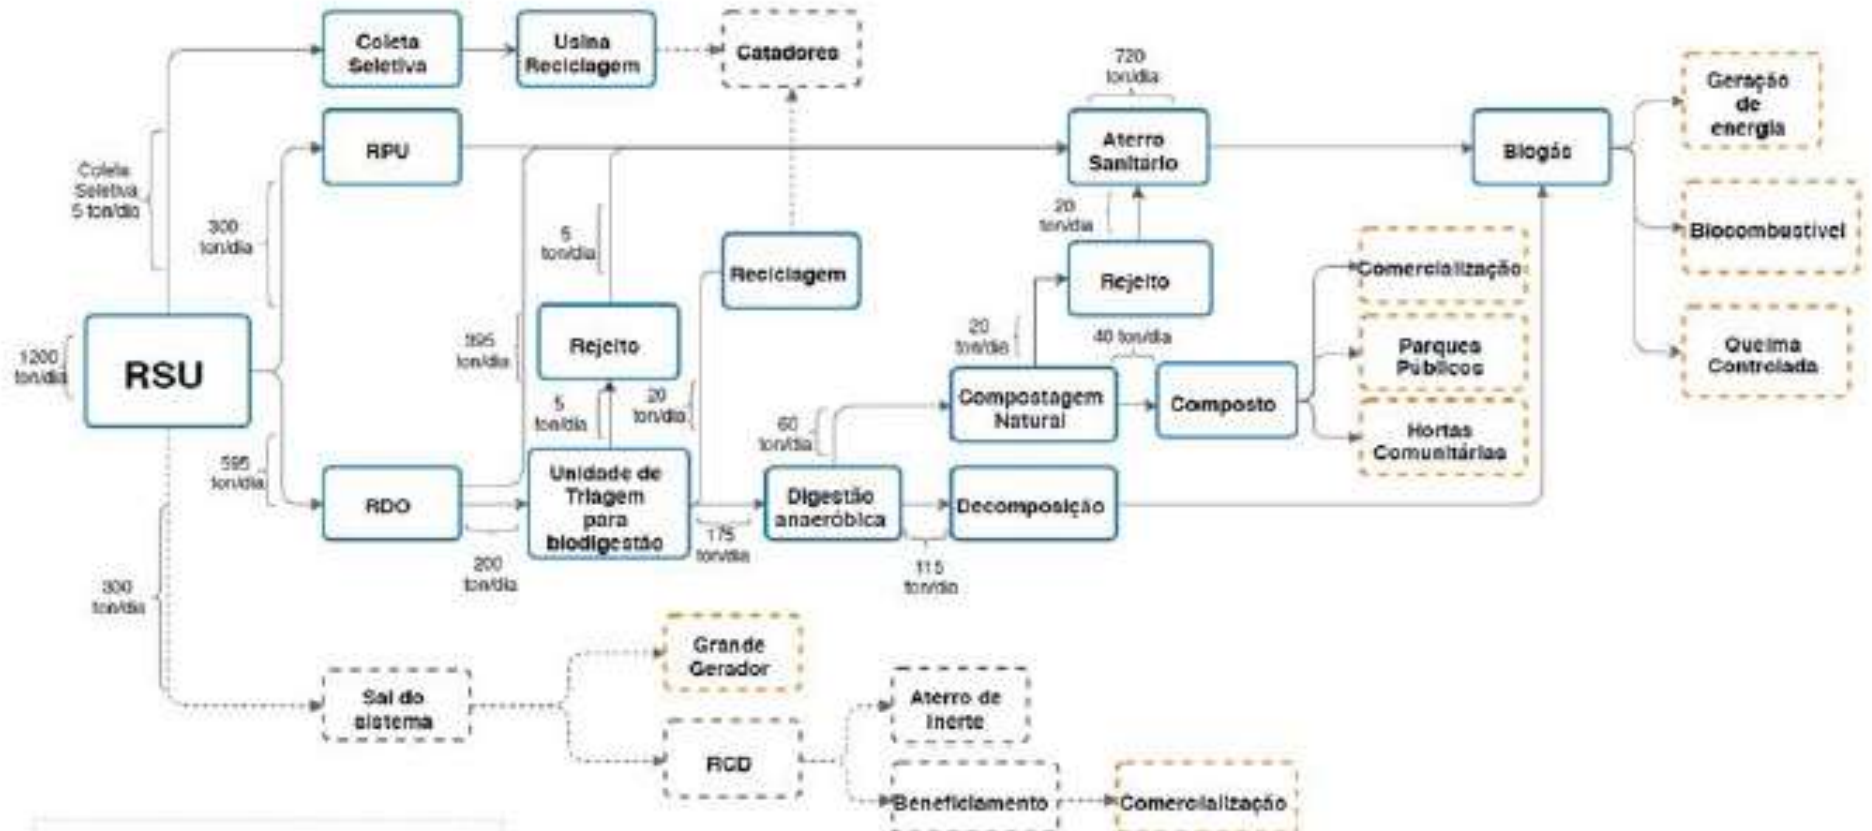 Coleta
Seletiva
Usina
Reciclagem
Catadores
720
ton/dia
Geração
de
energia
RPU
Aterro
Sanitário
Biogás
Coleta
Seletiva
5 ton/dia
300
ton/dia
5
ton/dia
20
ton/dia
Biocombustível
Reciclagem
Rejeito
Comercialização
1200
ton/dia
RSU
395
ton/dia
Rejeito
20
ton/dia
40 ton/dia
Parques
Públicos
Queima
Controlada
5
ton/dia
20
ton/dia
60
ton/dia
Compostagem
Natural
Composto
Hortas
Comunitárias
595
ton/dia
RDO
Unidade de
Triagem
para
biodigestão
Digestão
anaeróbica
Decomposição
200
ton/dia
175
ton/dia
115
ton/dia
300
ton/dia
Grande
Gerador
Sai do
sistema
Aterro de
Inerte
RCD
Beneficiamento
Comercialização